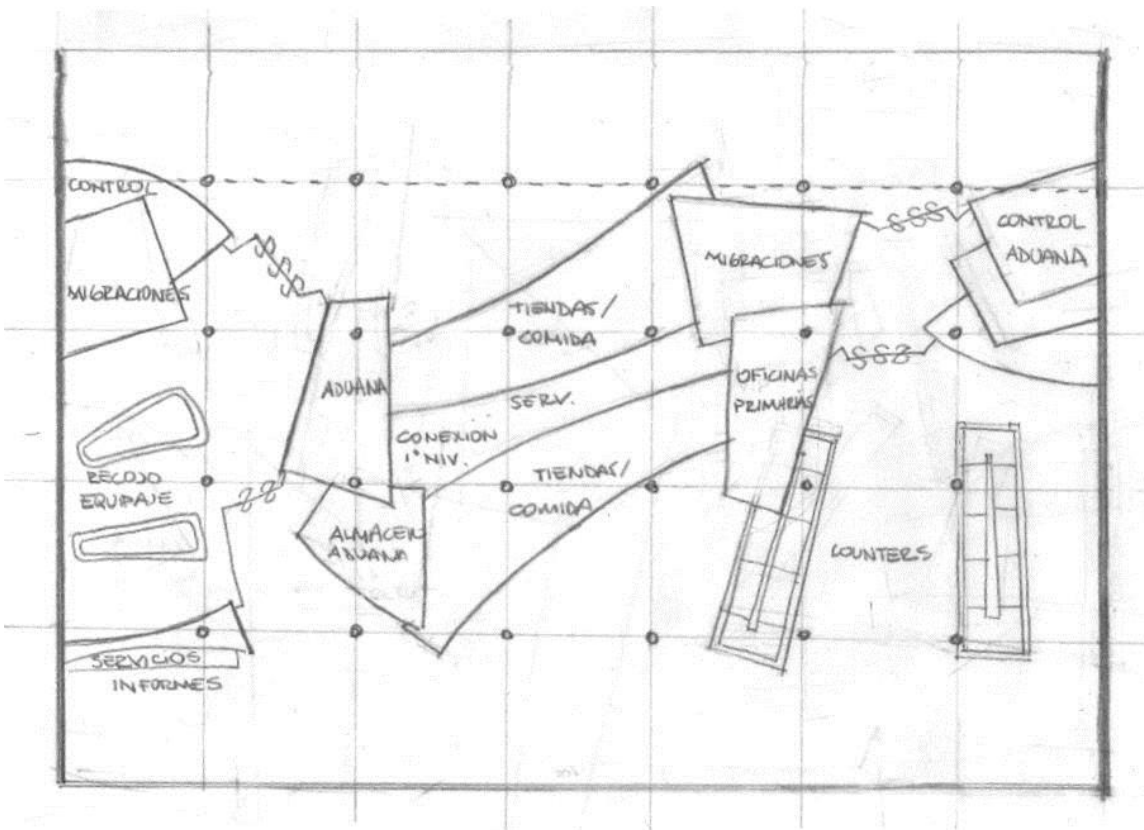 CONTROL
MIGRACIONES
RECOJO
EQUIPAJE
SERVICIOS
INFORMES
ADUANA
ALMACEN
ADUANA
TIENDAS/
COMIDA
SERV.
CONEXION
1° NIV.
TIENDAS/
COMIDA
MIGRACIONES
OFICINAS
PRIMARIAS
COUNTERS
CONTROL
ADUANA